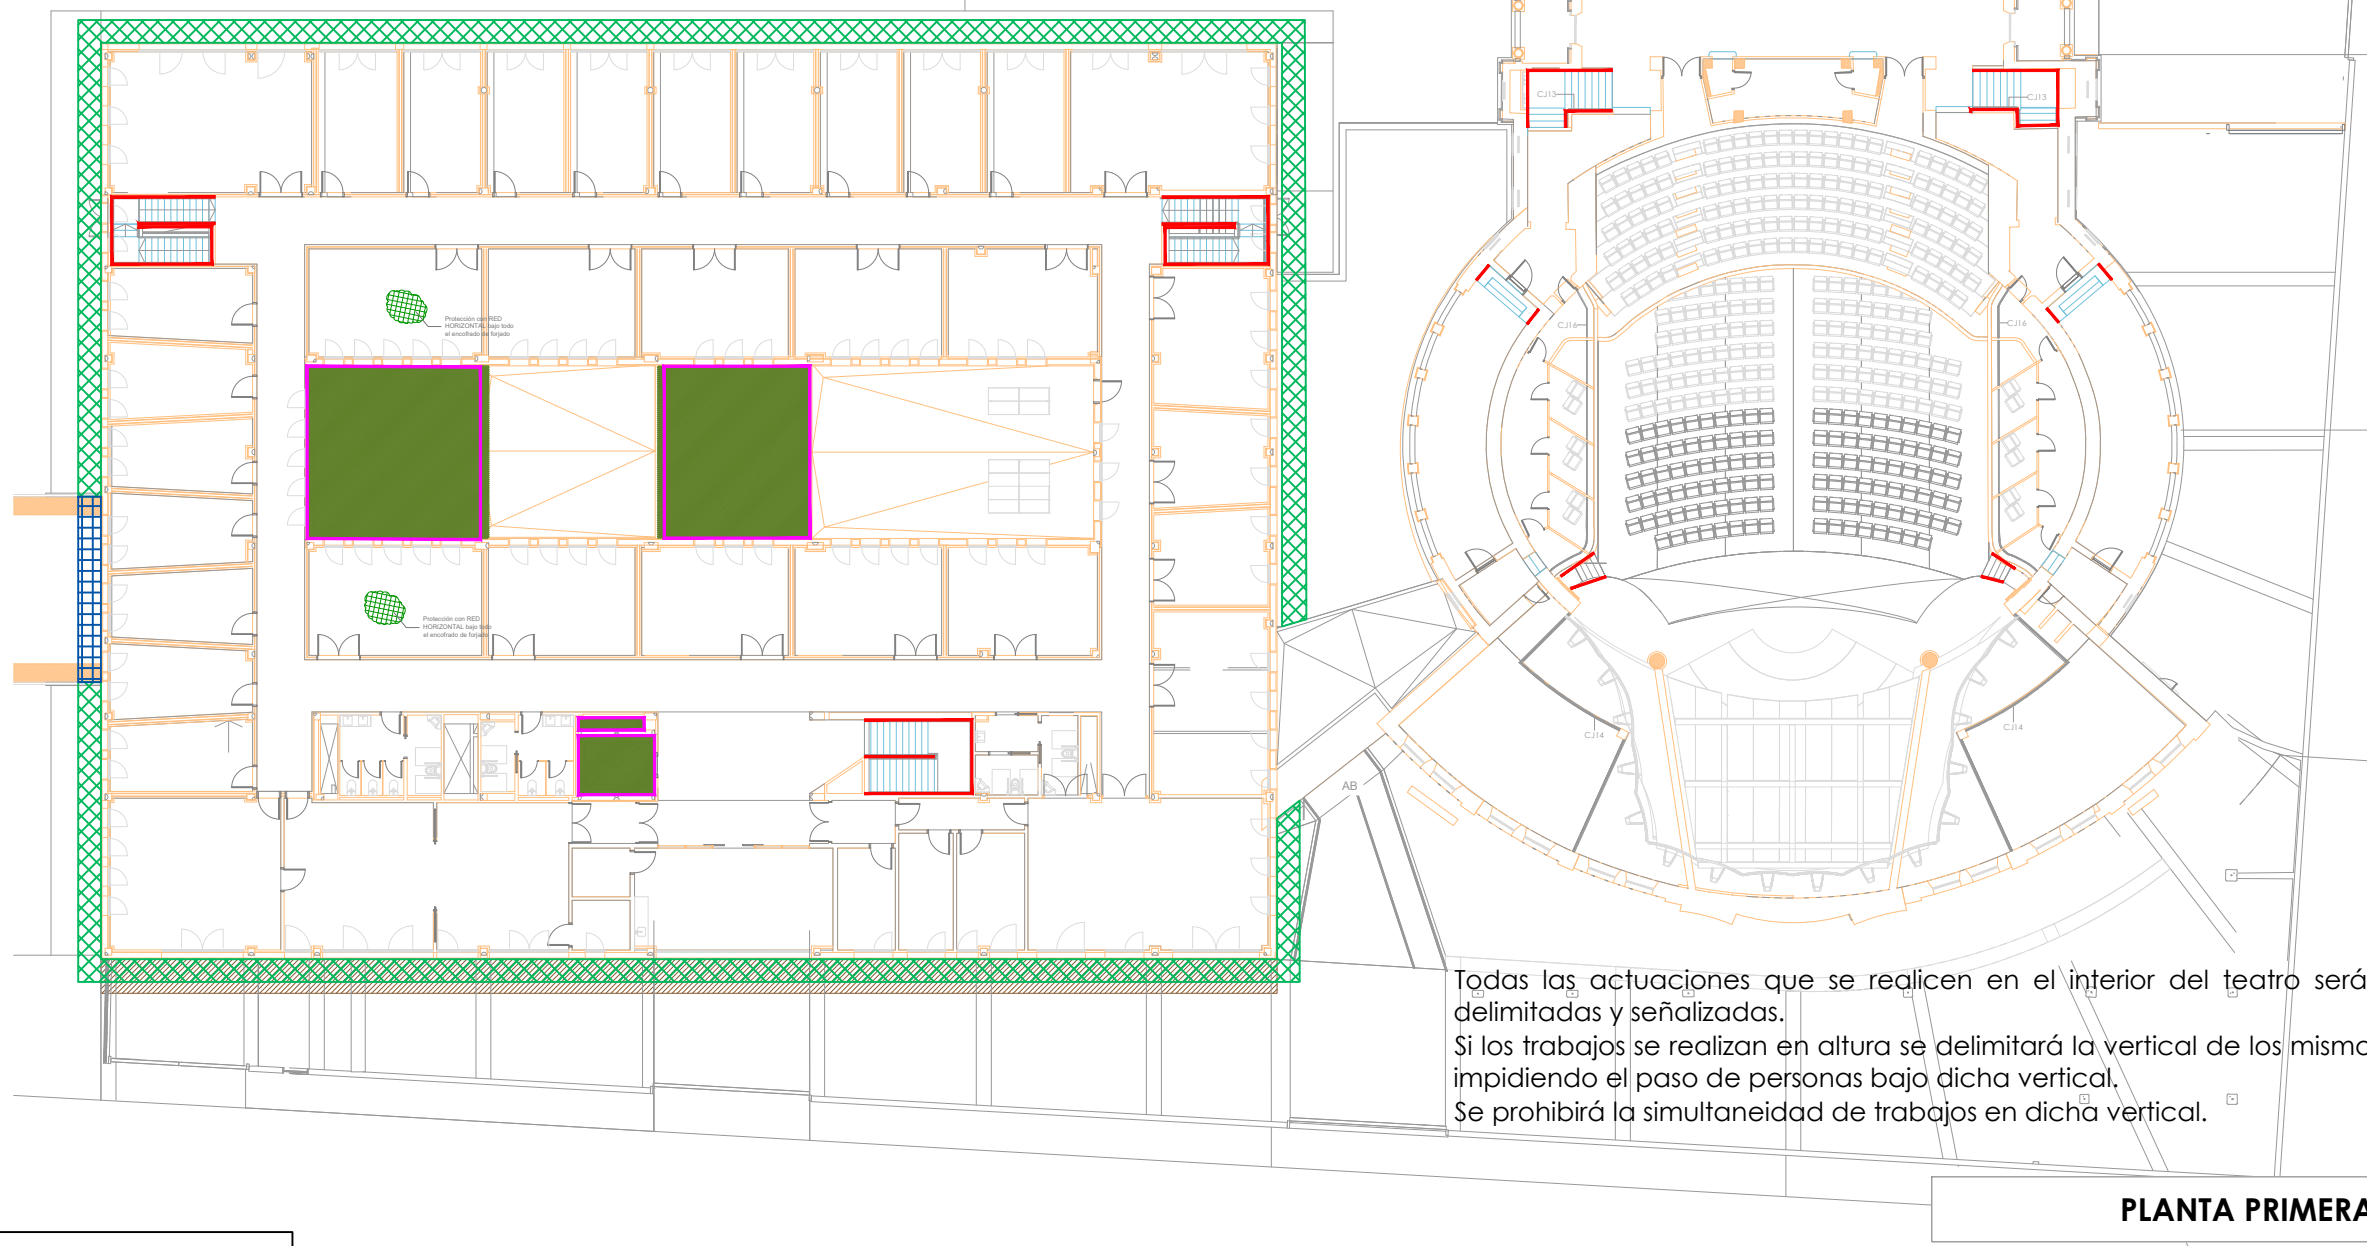 CJ13
CJ13
Protección con RED
HORIZONTAL bajo todo
el encofrado de forjado
CJ16
CJ16
Protección con RED
HORIZONTAL bajo todo
el encofrado de forjado
CJ14
CJ14
AB
Todas las actuaciones que se realicen en el interior del teatro será
delimitadas y señalizadas.
Si los trabajos se realizan en altura se delimitará la vertical de los mismo
impidiendo el paso de personas bajo dicha vertical.
Se prohibirá la simultaneidad de trabajos en dicha vertical.
PLANTA PRIMERA